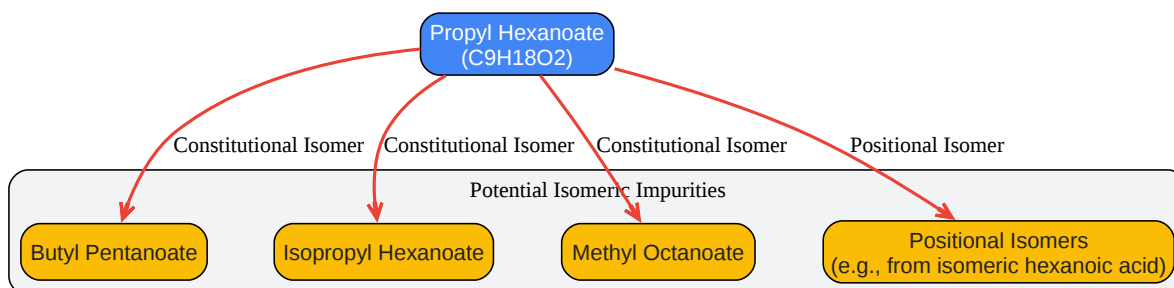 Propyl Hexanoate
(C9H18O2)
Constitutional Isomer
Constitutional Isomer
Constitutional Isomer
Positional Isomer
Potential Isomeric Impurities
Butyl Pentanoate
Isopropyl Hexanoate
Methyl Octanoate
Positional Isomers
(e.g., from isomeric hexanoic acid)